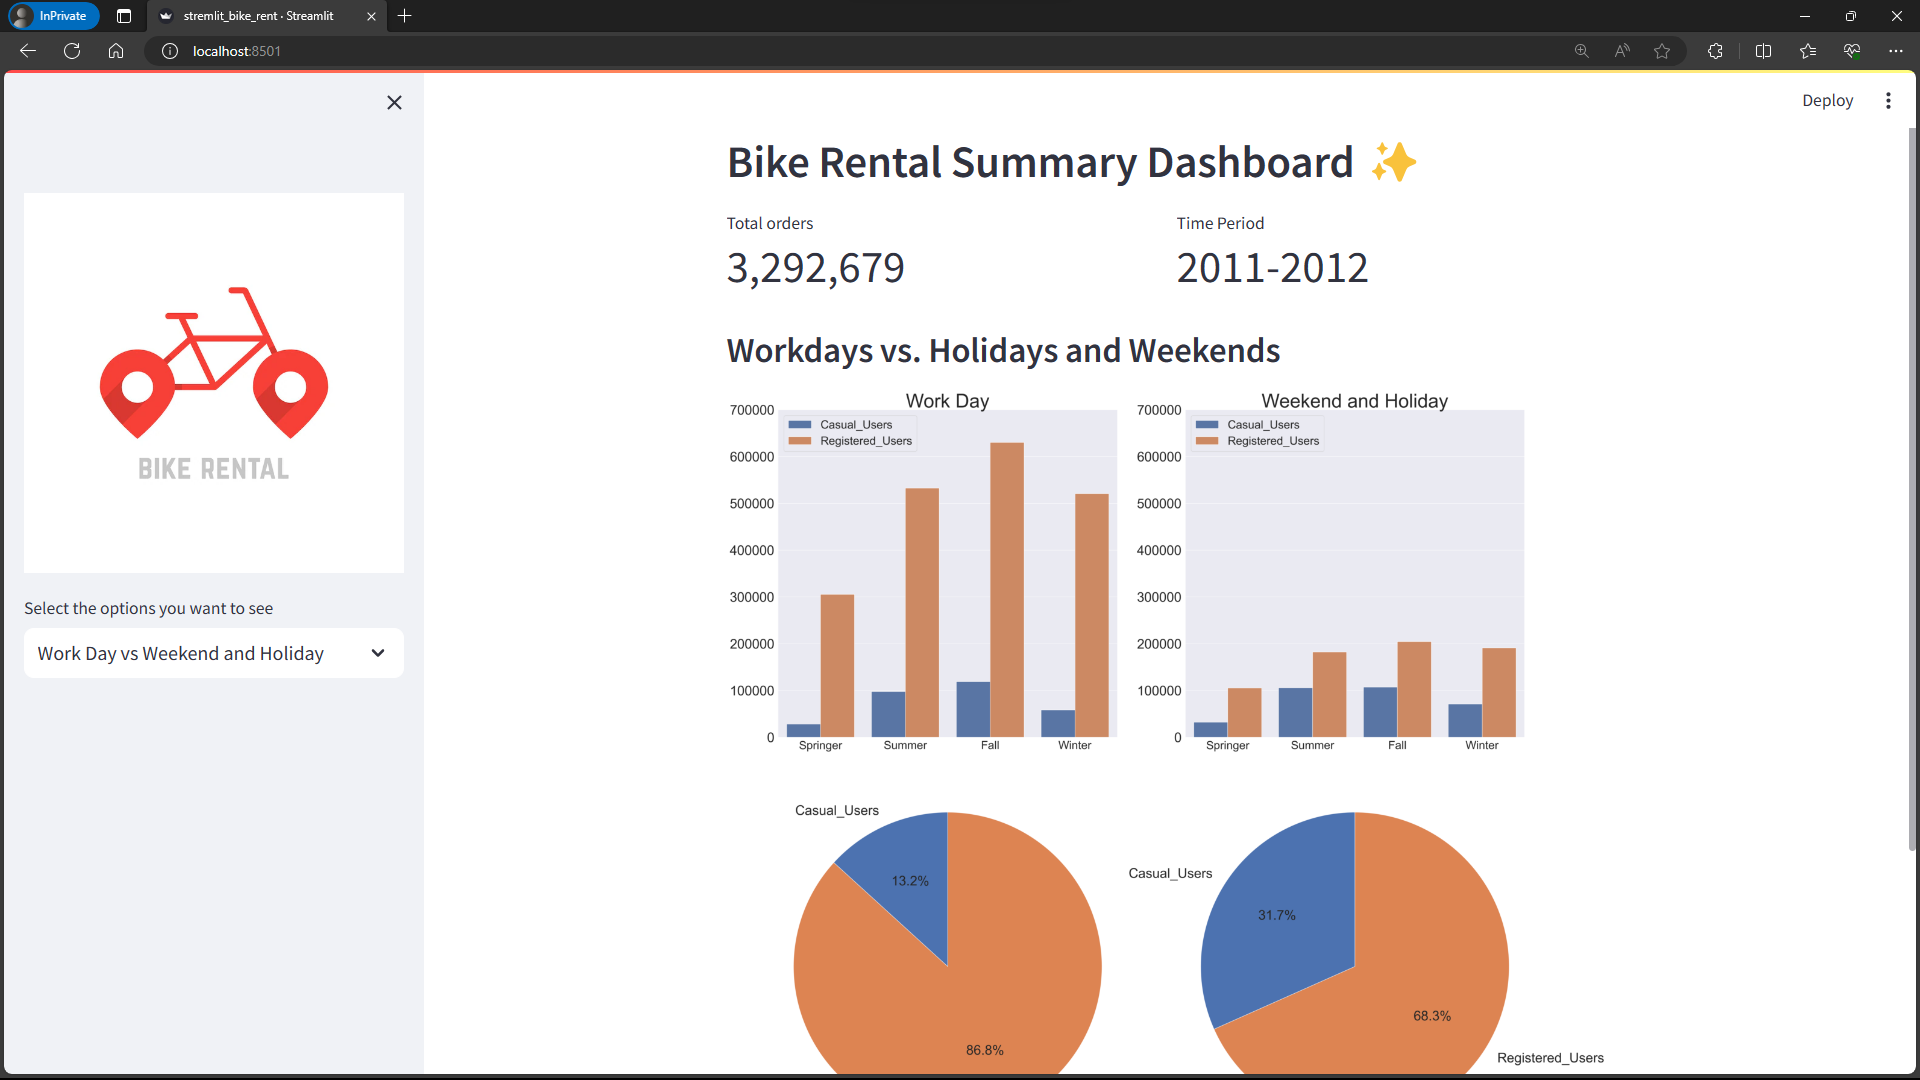 InPrivate
stremlit_bike_rent · Streamlit
localhost:8501
Deploy
BIKE RENTAL
Select the options you want to see
Work Day vs Weekend and Holiday
Bike Rental Summary Dashboard ✨
Total orders
3,292,679
Time Period
2011-2012
Workdays vs. Holidays and Weekends
Work Day
700000
600000
500000
400000
300000
200000
100000
0
Casual_Users
Registered_Users
Springer Summer Fall Winter
Weekend and Holiday
700000
600000
500000
400000
300000
200000
100000
0
Casual_Users
Registered_Users
Springer Summer Fall Winter
Casual_Users
13.2%
86.8%
Casual_Users
31.7%
68.3%
Registered_Users